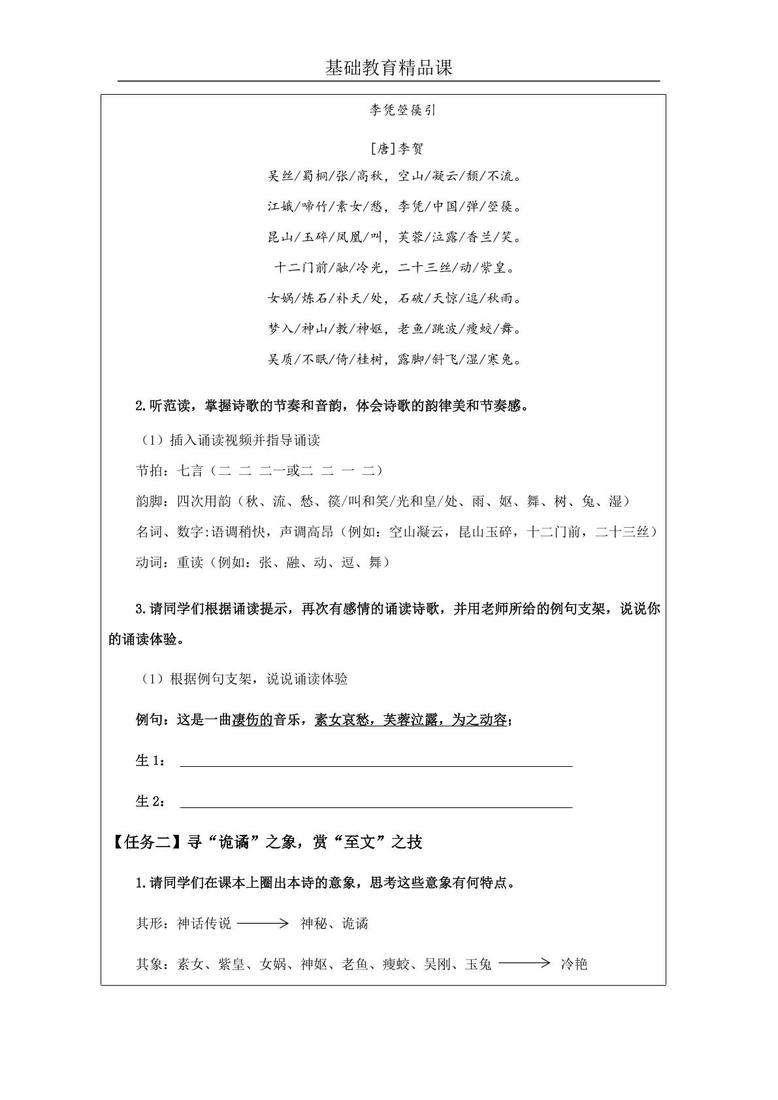 基础教育精品课
李凭箜篌引
[唐]李贺
吴丝/蜀桐/张/高秋，空山/凝云/颓/不流。
江娥/啼竹/素女/愁，李凭/中国/弹/箜篌。
昆山/玉碎/凤凰/叫，芙蓉/泣露/香兰/笑。
十二门前/融/冷光，二十三丝/动/紫皇。
女娲/炼石/补天/处，石破/天惊/逗/秋雨。
梦入/神山/教/神妪，老鱼/跳波/瘦蛟/舞。
吴质/不眠/倚/桂树，露脚/斜飞/湿/寒兔。
2.听范读，掌握诗歌的节奏和音韵，体会诗歌的韵律美和节奏感。
（1）插入诵读视频并指导诵读
节拍：七言（二 二 二一或二 二 一 二）
韵脚：四次用韵（秋、流、愁、篌/叫和笑/光和皇/处、雨、妪、舞、树、兔、湿）
名词、数字:语调稍快，声调高昂（例如：空山凝云，昆山玉碎，十二门前，二十三丝）
动词：重读（例如：张、融、动、逗、舞）
3.请同学们根据诵读提示，再次有感情的诵读诗歌，并用老师所给的例句支架，说说你
的诵读体验。
（1）根据例句支架，说说诵读体验
例句：这是一曲凄伤的音乐，素女哀愁，芙蓉泣露，为之动容；
生1：
生2：
【任务二】寻“诡谲”之象，赏“至文”之技
1.请同学们在课本上圈出本诗的意象，思考这些意象有何特点。
其形：神话传说 → 神秘、诡谲
其象：素女、紫皇、女娲、神妪、老鱼、瘦蛟、吴刚、玉兔 → 冷艳